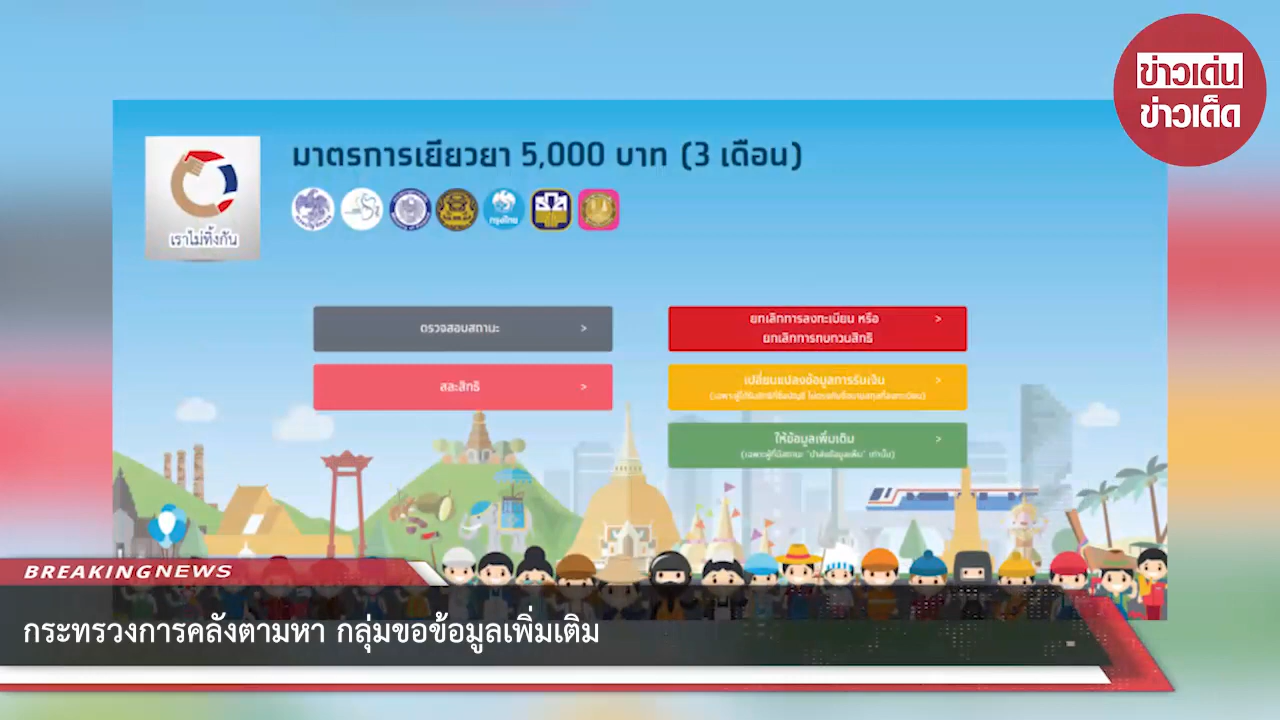 ข่าวเด่น
ข่าวเด็ด
มาตรการเยียวยา 5,000 บาท (3 เดือน)
เราไม่ทิ้งกัน
กรุงไทย
ตรวจสอบสถานะ >
ยกเลิกการลงทะเบียน หรือ >
ยกเลิกการทบทวนสิทธิ
สละสิทธิ >
เปลี่ยนแปลงข้อมูลการรับเงิน >
ให้ข้อมูลเพิ่มเติม >
BREAKING NEWS
กระทรวงการคลังตามหา กลุ่มขอข้อมูลเพิ่มเติม